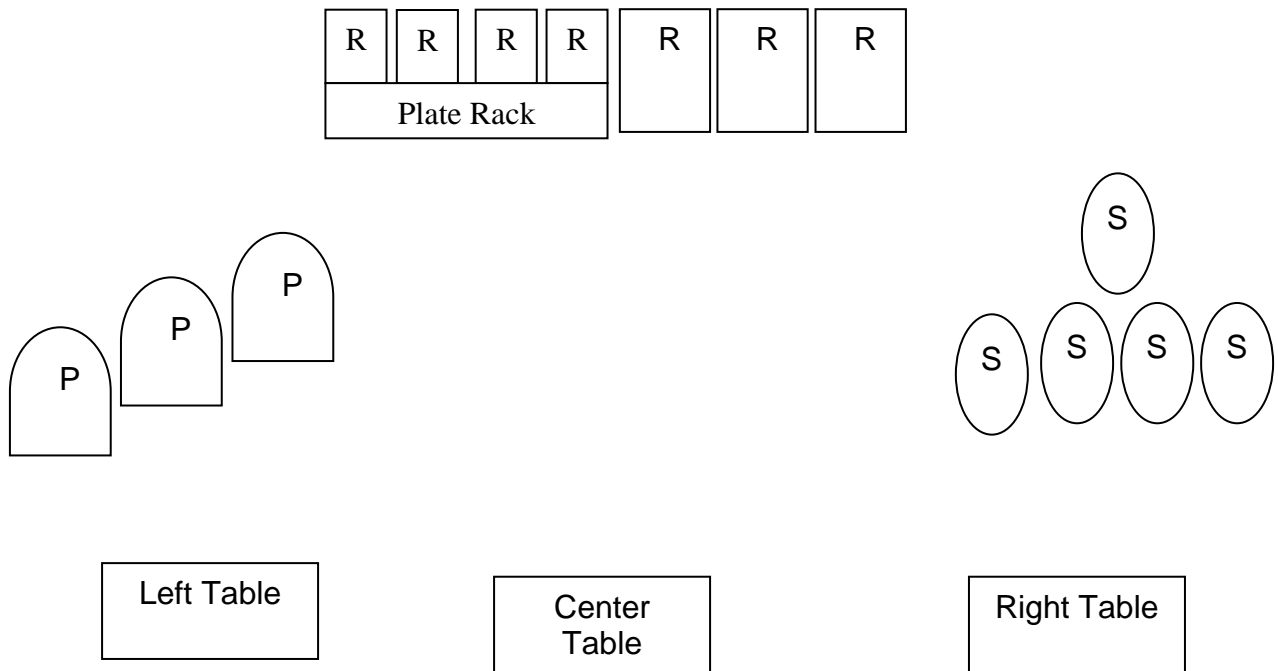 R R R R R R R
Plate Rack
S
P
P
P
S S S S
Left Table
Center
Table
Right Table